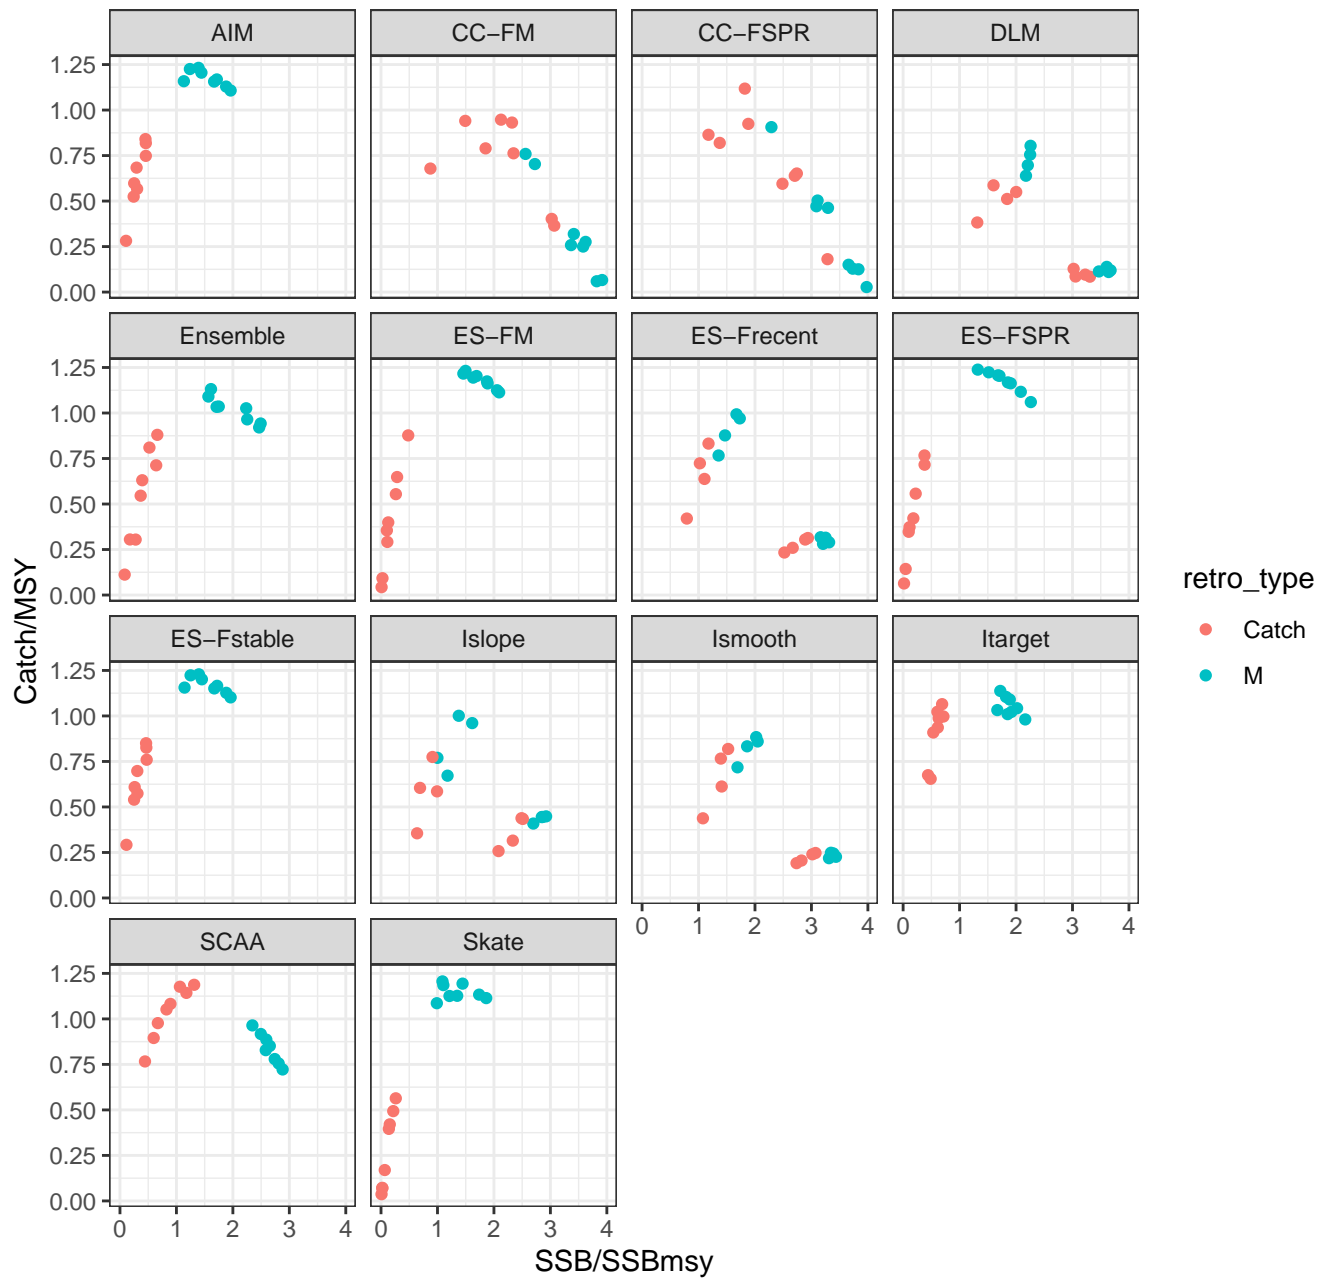 AIM CC−FM CC−FSPR DLM
1.25
1.00
0.75
0.50
0.25
0.00
Ensemble ES−FM ES−Frecent ES−FSPR
1.25
1.00
0.75
0.50
0.25
0.00
Catch/MSY
retro_type
Catch
M
ES−Fstable Islope Ismooth Itarget
1.25
1.00
0.75
0.50
0.25
0.00
0 1 2 3 4 0 1 2 3 4
SCAA Skate
1.25
1.00
0.75
0.50
0.25
0.00
0 1 2 3 4 0 1 2 3 4
SSB/SSBmsy